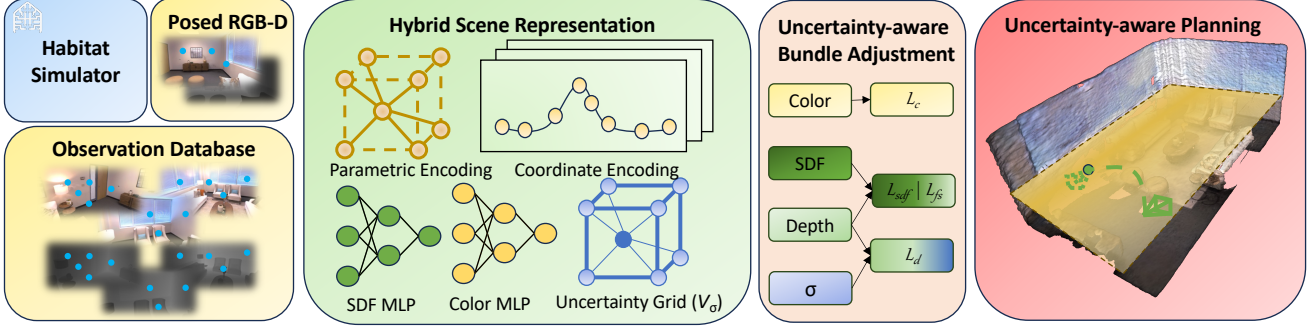 Habitat
Simulator
Posed RGB-D
Observation Database
Hybrid Scene Representation
Parametric Encoding
Coordinate Encoding
SDF MLP
Color MLP
Uncertainty Grid (Vσ)
Uncertainty-aware
Bundle Adjustment
Color
Lc
SDF
Lsdf | Lfs
Depth
Ld
σ
Uncertainty-aware Planning